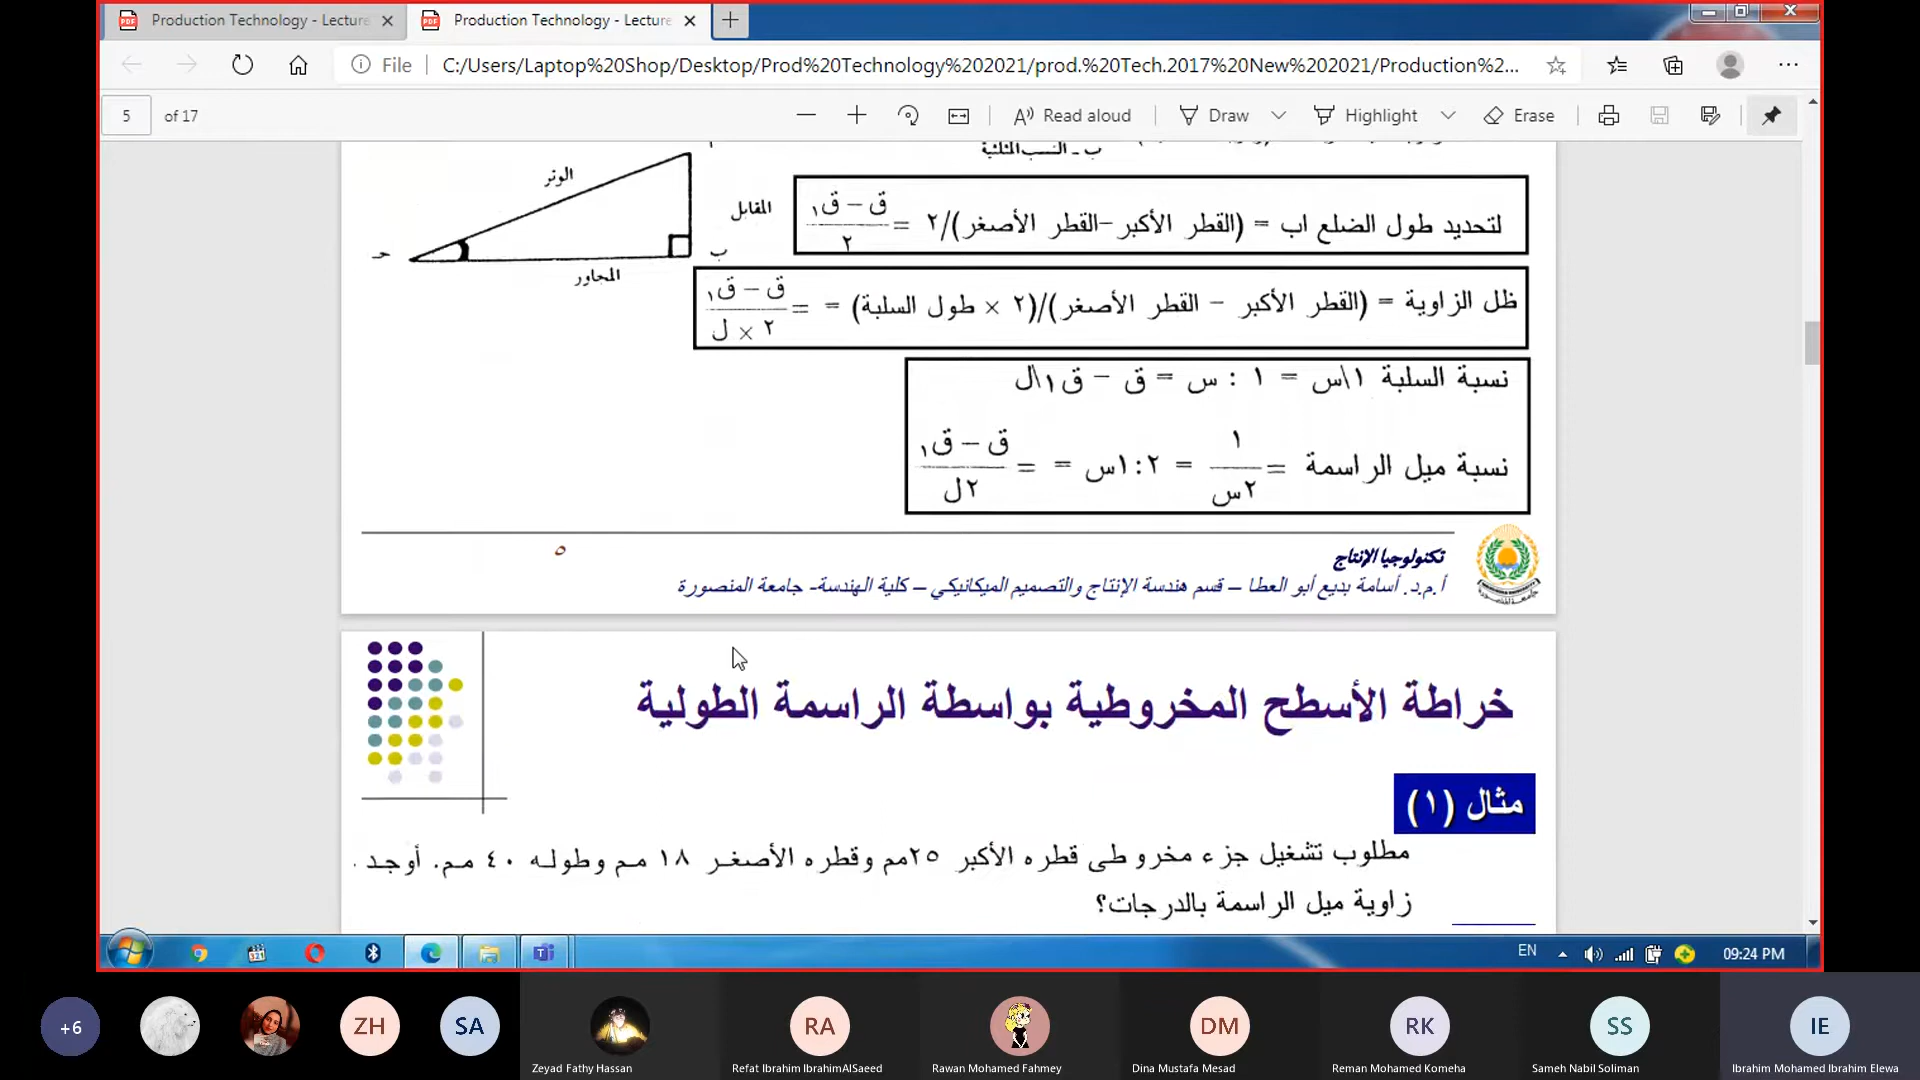 Production Technology - Lecture
Production Technology - Lecture
File
C:/Users/Laptop%20Shop/Desktop/Prod%20Technology%202021/prod.%20Tech.2017%20New%202021/Production%2...
5 of 17
Read aloud
Draw
Highlight
Erase
ب - النسب المثلثية
الوتر
المقابل
ب
حـ
المجاور
لتحديد طول الضلع اب = (القطر الأكبر-القطر الأصغر)/٢ = ق - ق١ / ٢
ظل الزاوية = (القطر الأكبر - القطر الأصغر)/(٢ × طول السلبة) = = ق - ق١ / ٢ × ل
نسبة السلبة ١\س = ١ : س = ق - ق١\ل
نسبة ميل الراسمة = ١ / ٢س = ١:٢س = = ق - ق١ / ٢ل
٥
تكنولوجيا الإنتاج
أ.م.د. أسامة بديع أبو العطا – قسم هندسة الإنتاج والتصميم الميكانيكي – كلية الهندسة- جامعة المنصورة
خراطة الأسطح المخروطية بواسطة الراسمة الطولية
مثال (١)
مطلوب تشغيل جزء مخروطى قطره الأكبر ٢٥مم وقطره الأصغر ١٨ مم وطوله ٤٠ مم. أوجد
زاوية ميل الراسمة بالدرجات؟
EN
09:24 PM
+6
ZH
SA
RA
DM
RK
SS
IE
Zeyad Fathy Hassan
Refat Ibrahim IbrahimAlSaeed
Rawan Mohamed Fahmey
Dina Mustafa Mesad
Reman Mohamed Komeha
Sameh Nabil Soliman
Ibrahim Mohamed Ibrahim Elewa